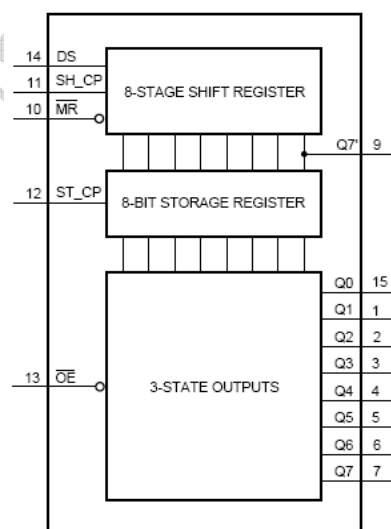 14 DS
11 SH_CP
10 MR
8-STAGE SHIFT REGISTER
Q7' 9
12 ST_CP
8-BIT STORAGE REGISTER
Q0 15
Q1 1
Q2 2
Q3 3
Q4 4
Q5 5
Q6 6
Q7 7
13 OE
3-STATE OUTPUTS